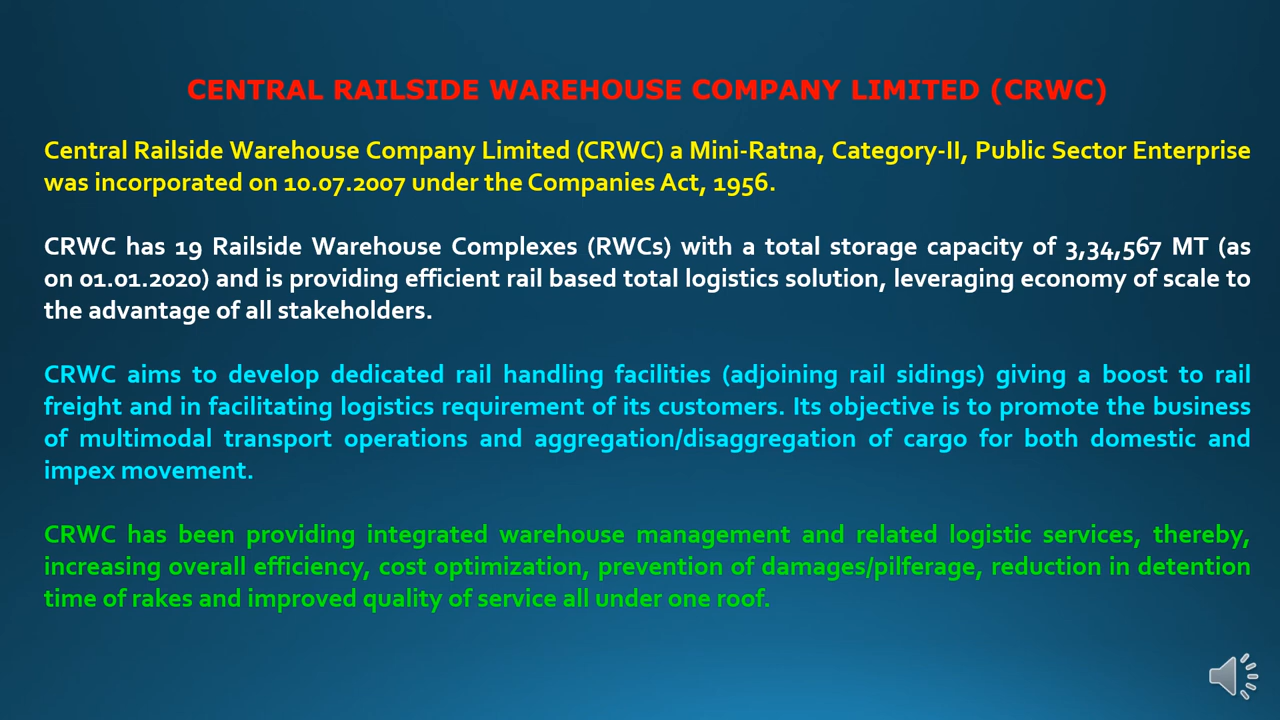 CENTRAL RAILSIDE WAREHOUSE COMPANY LIMITED (CRWC)
Central Railside Warehouse Company Limited (CRWC) a Mini-Ratna, Category-II, Public Sector Enterprise
was incorporated on 10.07.2007 under the Companies Act, 1956.
CRWC has 19 Railside Warehouse Complexes (RWCs) with a total storage capacity of 3,34,567 MT (as
on 01.01.2020) and is providing efficient rail based total logistics solution, leveraging economy of scale to
the advantage of all stakeholders.
CRWC aims to develop dedicated rail handling facilities (adjoining rail sidings) giving a boost to rail
freight and in facilitating logistics requirement of its customers. Its objective is to promote the business
of multimodal transport operations and aggregation/disaggregation of cargo for both domestic and
impex movement.
CRWC has been providing integrated warehouse management and related logistic services, thereby,
increasing overall efficiency, cost optimization, prevention of damages/pilferage, reduction in detention
time of rakes and improved quality of service all under one roof.